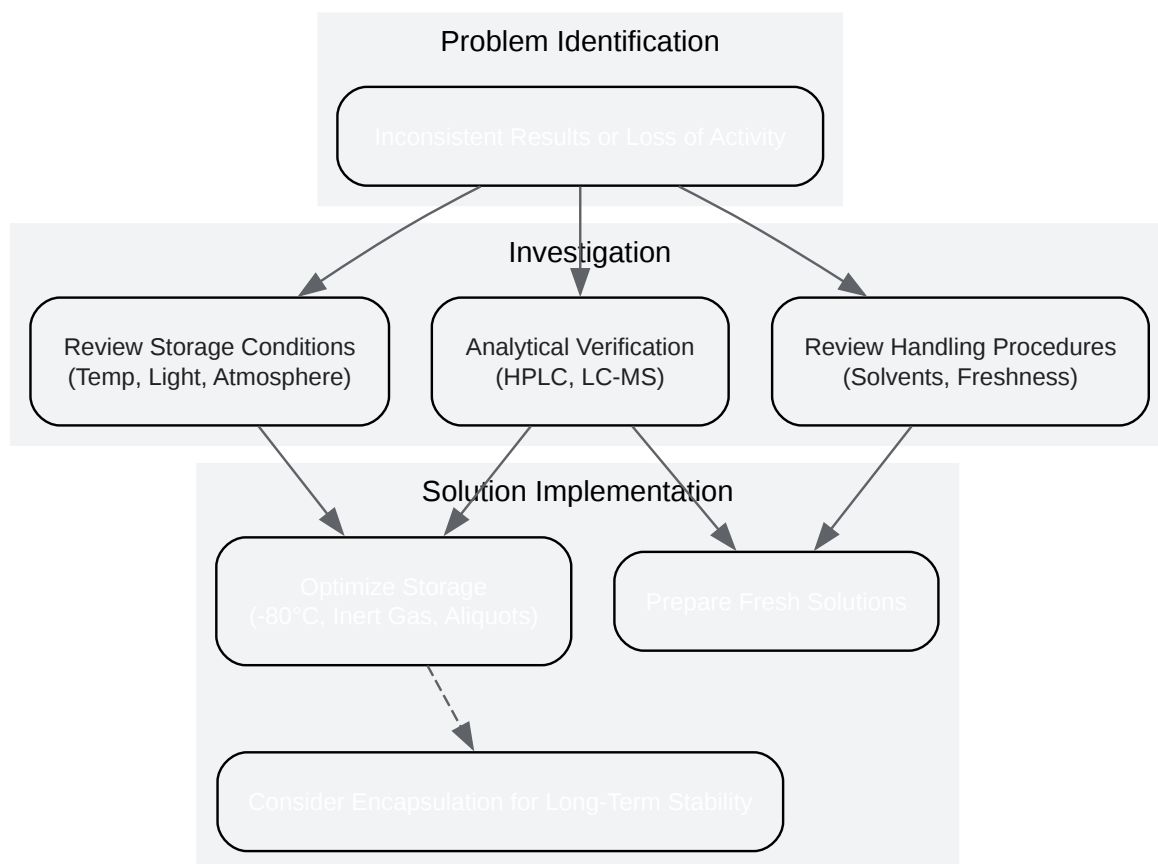 Problem Identification
Inconsistent Results or Loss of Activity
Investigation
Review Storage Conditions
(Temp, Light, Atmosphere)
Analytical Verification
(HPLC, LC-MS)
Review Handling Procedures
(Solvents, Freshness)
Solution Implementation
Optimize Storage
(-80°C, Inert Gas, Aliquots)
Prepare Fresh Solutions
Consider Encapsulation for Long-Term Stability